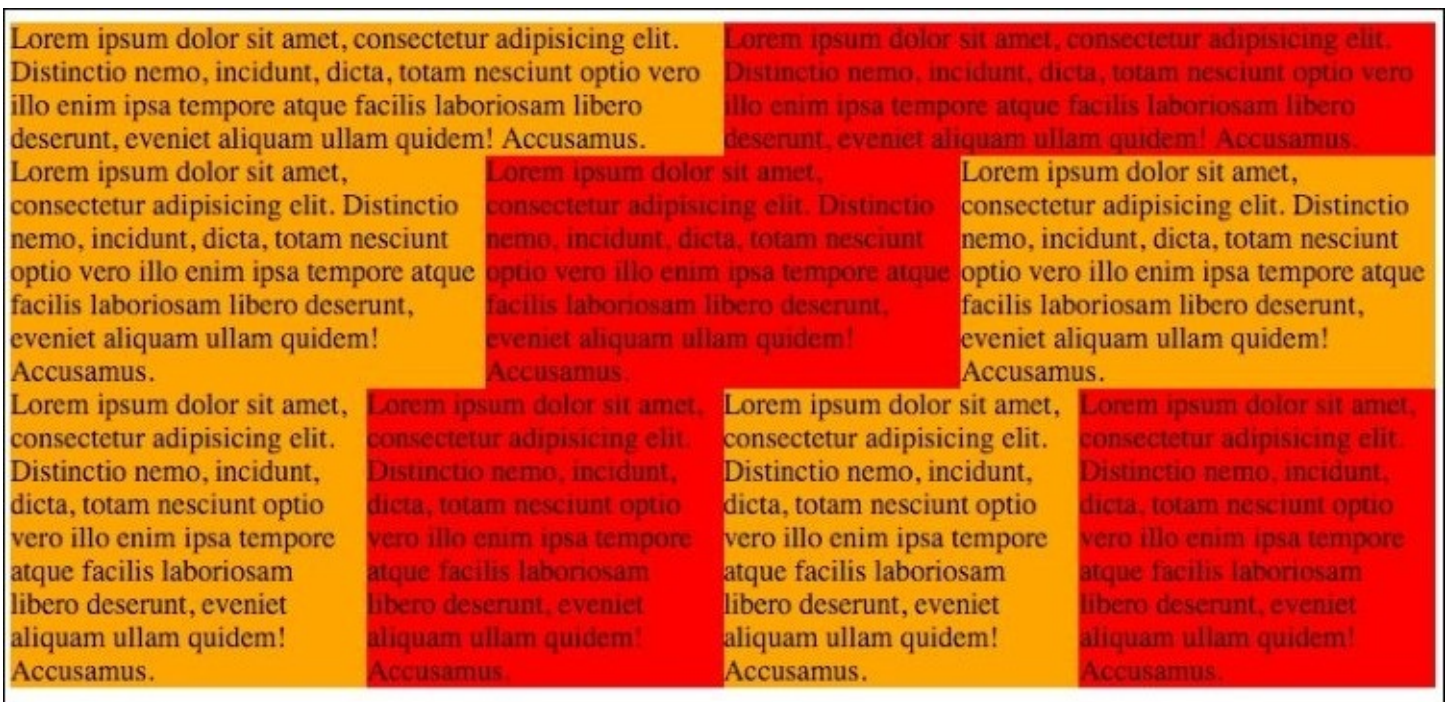 Lorem ipsum dolor sit amet, consectetur adipisicing elit.
Distinctio nemo, incidunt, dicta, totam nesciunt optio vero
illo enim ipsa tempore atque facilis laboriosam libero
deserunt, eveniet aliquam ullam quidem! Accusamus.
Lorem ipsum dolor sit amet, consectetur adipisicing elit.
Distinctio nemo, incidunt, dicta, totam nesciunt optio vero
illo enim ipsa tempore atque facilis laboriosam libero
deserunt, eveniet aliquam ullam quidem! Accusamus.
Lorem ipsum dolor sit amet,
consectetur adipisicing elit. Distinctio
nemo, incidunt, dicta, totam nesciunt
optio vero illo enim ipsa tempore atque
facilis laboriosam libero deserunt,
eveniet aliquam ullam quidem!
Accusamus.
Lorem ipsum dolor sit amet,
consectetur adipisicing elit. Distinctio
nemo, incidunt, dicta, totam nesciunt
optio vero illo enim ipsa tempore atque
facilis laboriosam libero deserunt,
eveniet aliquam ullam quidem!
Accusamus.
Lorem ipsum dolor sit amet,
consectetur adipisicing elit. Distinctio
nemo, incidunt, dicta, totam nesciunt
optio vero illo enim ipsa tempore atque
facilis laboriosam libero deserunt,
eveniet aliquam ullam quidem!
Accusamus.
Lorem ipsum dolor sit amet,
consectetur adipisicing elit.
Distinctio nemo, incidunt,
dicta, totam nesciunt optio
vero illo enim ipsa tempore
atque facilis laboriosam
libero deserunt, eveniet
aliquam ullam quidem!
Accusamus.
Lorem ipsum dolor sit amet,
consectetur adipisicing elit.
Distinctio nemo, incidunt,
dicta, totam nesciunt optio
vero illo enim ipsa tempore
atque facilis laboriosam
libero deserunt, eveniet
aliquam ullam quidem!
Accusamus.
Lorem ipsum dolor sit amet,
consectetur adipisicing elit.
Distinctio nemo, incidunt,
dicta, totam nesciunt optio
vero illo enim ipsa tempore
atque facilis laboriosam
libero deserunt, eveniet
aliquam ullam quidem!
Accusamus.
Lorem ipsum dolor sit amet,
consectetur adipisicing elit.
Distinctio nemo, incidunt,
dicta, totam nesciunt optio
vero illo enim ipsa tempore
atque facilis laboriosam
libero deserunt, eveniet
aliquam ullam quidem!
Accusamus.